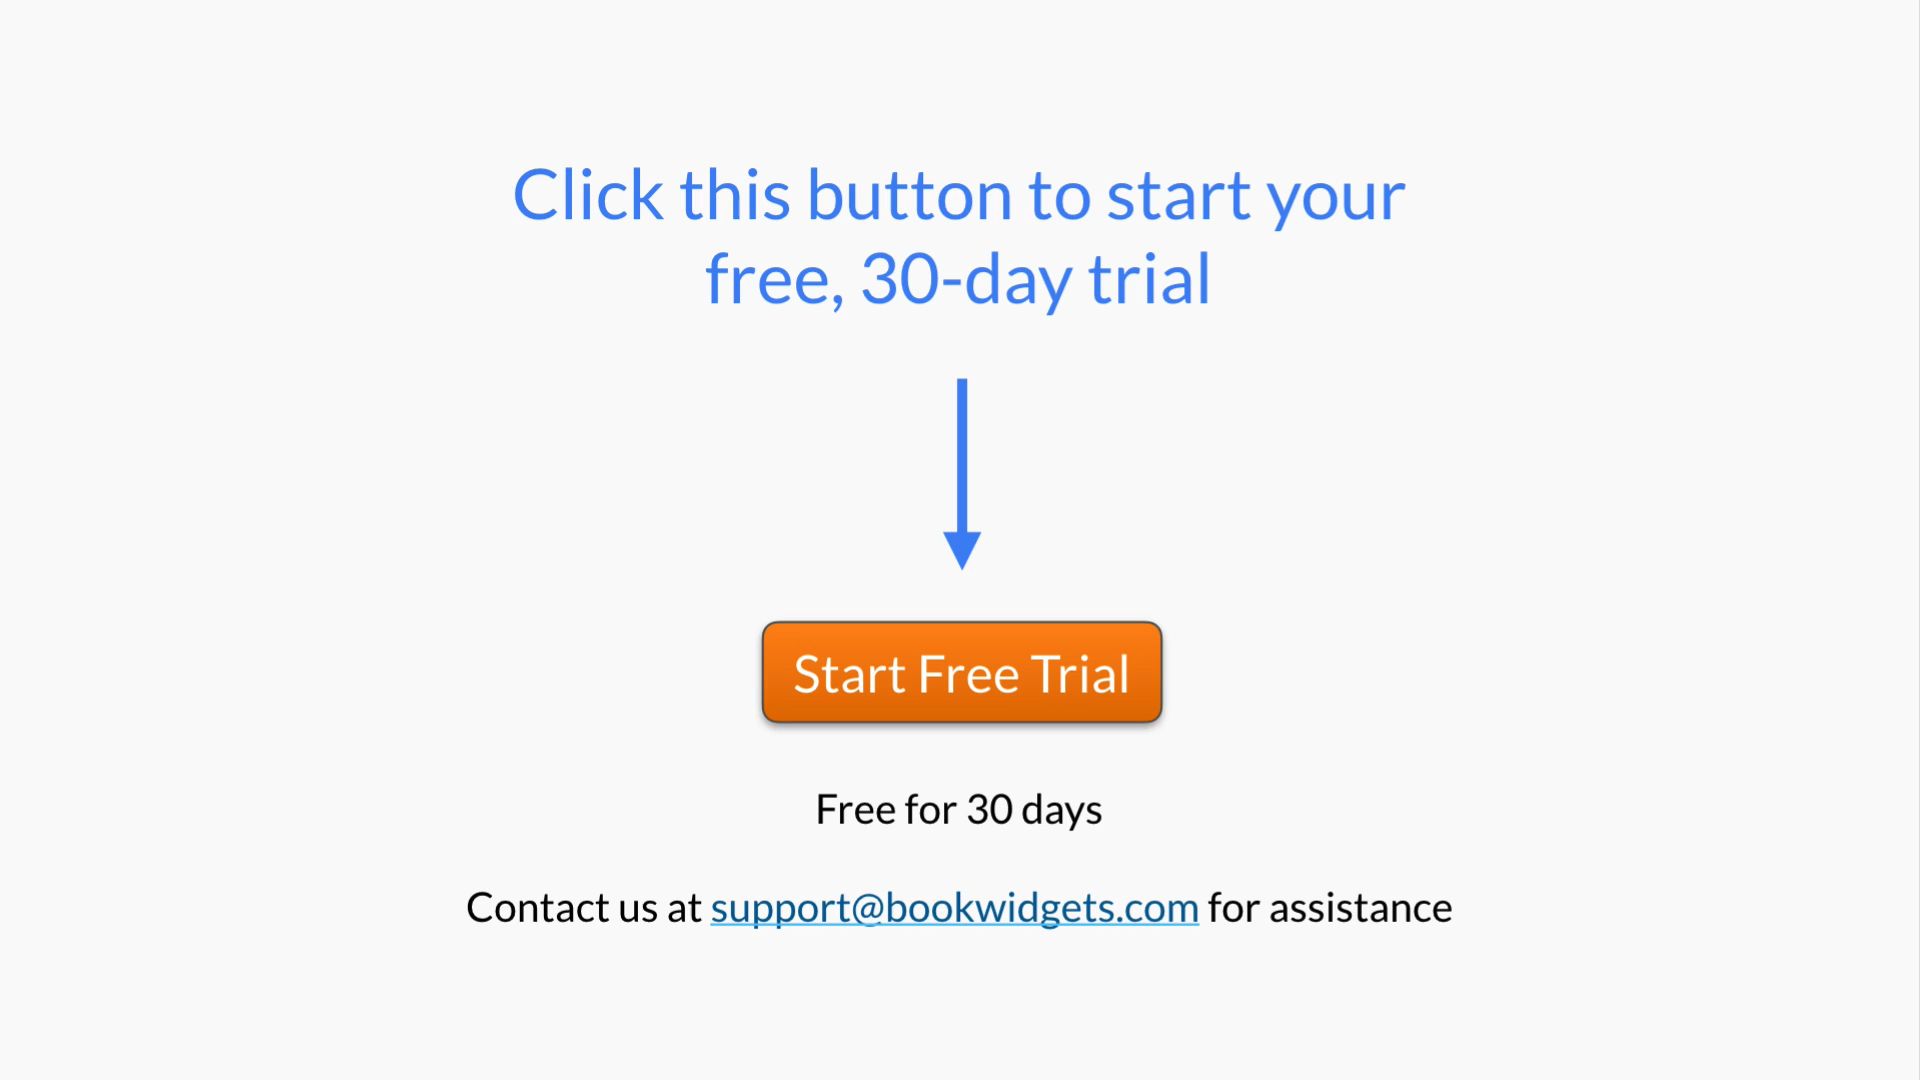 Click this button to start your
free, 30-day trial
Start Free Trial
Free for 30 days
Contact us at support@bookwidgets.com for assistance